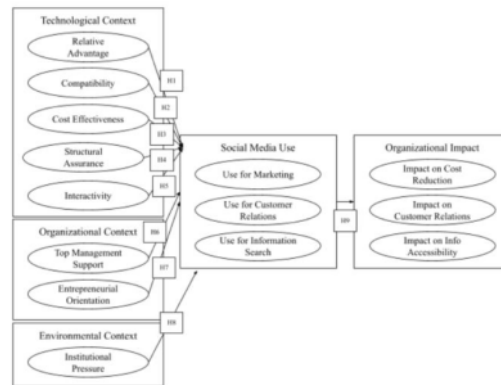 Technological Context
Relative
Advantage
Compatibility
Cost Effectiveness
Structural
Assurance
Interactivity
H1
H2
H3
H4
H5
Organizational Context
Top Management
Support
Entrepreneurial
Orientation
H6
H7
Environmental Context
Institutional
Pressure
H8
Social Media Use
Use for Marketing
Use for Customer
Relations
Use for Information
Search
H9
Organizational Impact
Impact on Cost
Reduction
Impact on
Customer Relations
Impact on Info
Accessibility